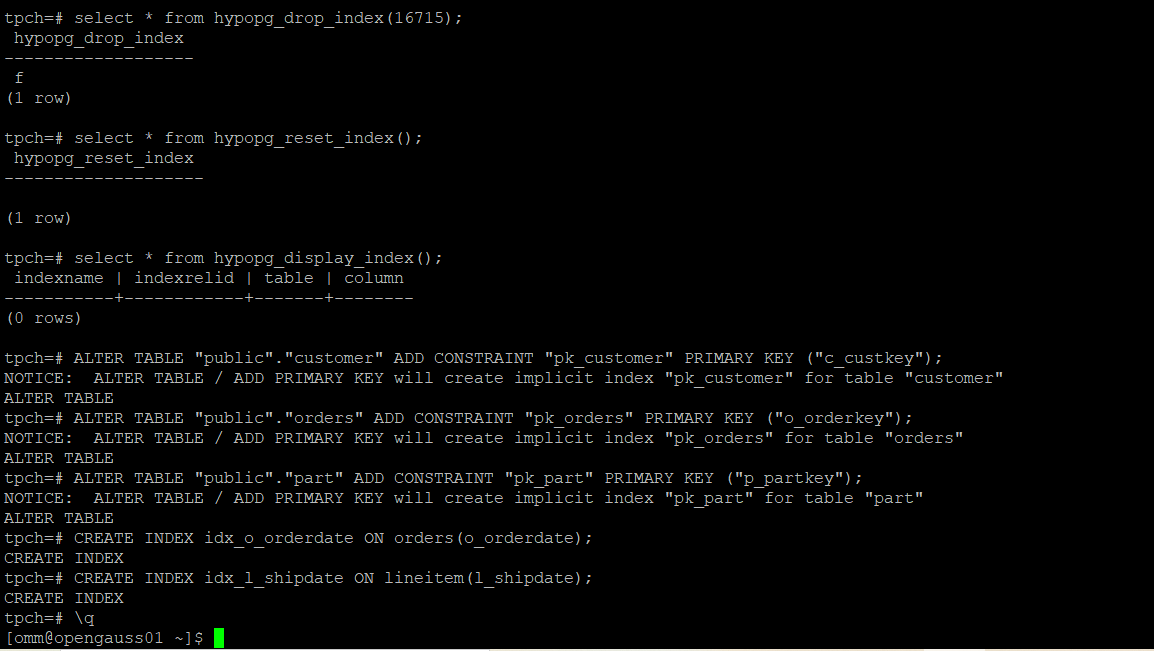 tpch=# select * from hypopg_drop_index(16715);
 hypopg_drop_index
-------------------
 f
(1 row)

tpch=# select * from hypopg_reset_index();
 hypopg_reset_index
--------------------

(1 row)

tpch=# select * from hypopg_display_index();
 indexname | indexrelid | table | column
-----------+------------+-------+--------
(0 rows)

tpch=# ALTER TABLE "public"."customer" ADD CONSTRAINT "pk_customer" PRIMARY KEY ("c_custkey");
NOTICE:  ALTER TABLE / ADD PRIMARY KEY will create implicit index "pk_customer" for table "customer"
ALTER TABLE
tpch=# ALTER TABLE "public"."orders" ADD CONSTRAINT "pk_orders" PRIMARY KEY ("o_orderkey");
NOTICE:  ALTER TABLE / ADD PRIMARY KEY will create implicit index "pk_orders" for table "orders"
ALTER TABLE
tpch=# ALTER TABLE "public"."part" ADD CONSTRAINT "pk_part" PRIMARY KEY ("p_partkey");
NOTICE:  ALTER TABLE / ADD PRIMARY KEY will create implicit index "pk_part" for table "part"
ALTER TABLE
tpch=# CREATE INDEX idx_o_orderdate ON orders(o_orderdate);
CREATE INDEX
tpch=# CREATE INDEX idx_l_shipdate ON lineitem(l_shipdate);
CREATE INDEX
tpch=# \q
[omm@opengauss01 ~]$